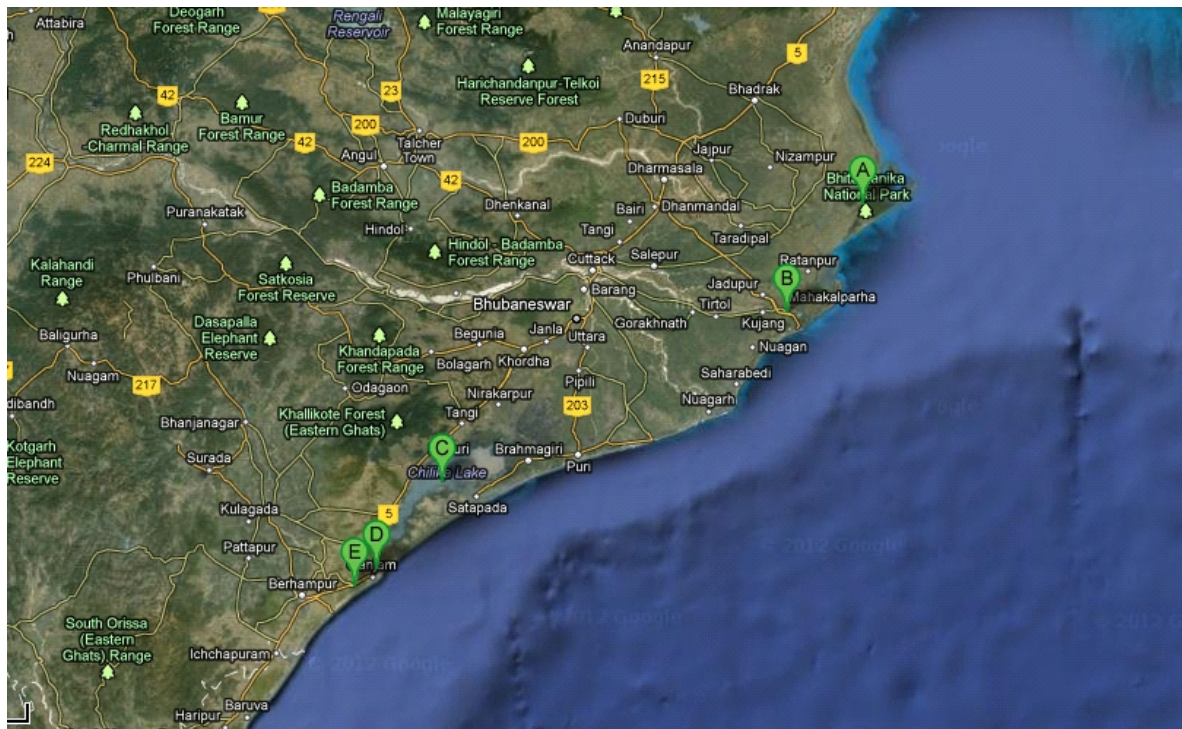 Attabira
Deogarh
Forest Range
Rengali
Reservoir
Malayagiri
Forest Range
Anandapur
5
215
Harichandanpur-Telkoi
Reserve Forest
Bhadrak
42
23
Bamur
Forest Range
Redhakhol
-Charmal Range
200
Duburi
Talcher
Town
200
42
224
Angul
Jajpur
Nizampur
Dharmasala
A
National Park
42
Badamba
Forest Range
Dhenkanal
Bairi
Dhanmandal
Puranakatak
Hindol
Tangi
Taradipal
Hindol - Badamba
Forest Range
Cuttack
Salepur
Ratanpur
Kalahandi
Range
Phulbani
Satkosia
Forest Reserve
Barang
Jadupur
B
Mahakalparha
Bhubaneswar
Tirtol
Gorakhnath
Kujang
Dasapalla
Elephant
Reserve
Baligurha
Begunia
Janla
Uttara
Khandapada
Forest Range
Khordha
Bolagarh
Nuagan
Nuagam
217
Odagaon
Pipili
Saharabedi
Nirakarpur
Nuagarh
203
dibandh
Khallikote Forest
(Eastern Ghats)
Tangi
Bhanjanagar
Kotgarh
Elephant
Reserve
C
uri
Brahmagiri
Surada
Chilika Lake
Puri
Kulagada
5
Satapada
D
E
Pattapur
Berhampur
South Orissa
(Eastern
Ghats) Range
Ichchapuram
Baruva
Haripur
© 2012 Google